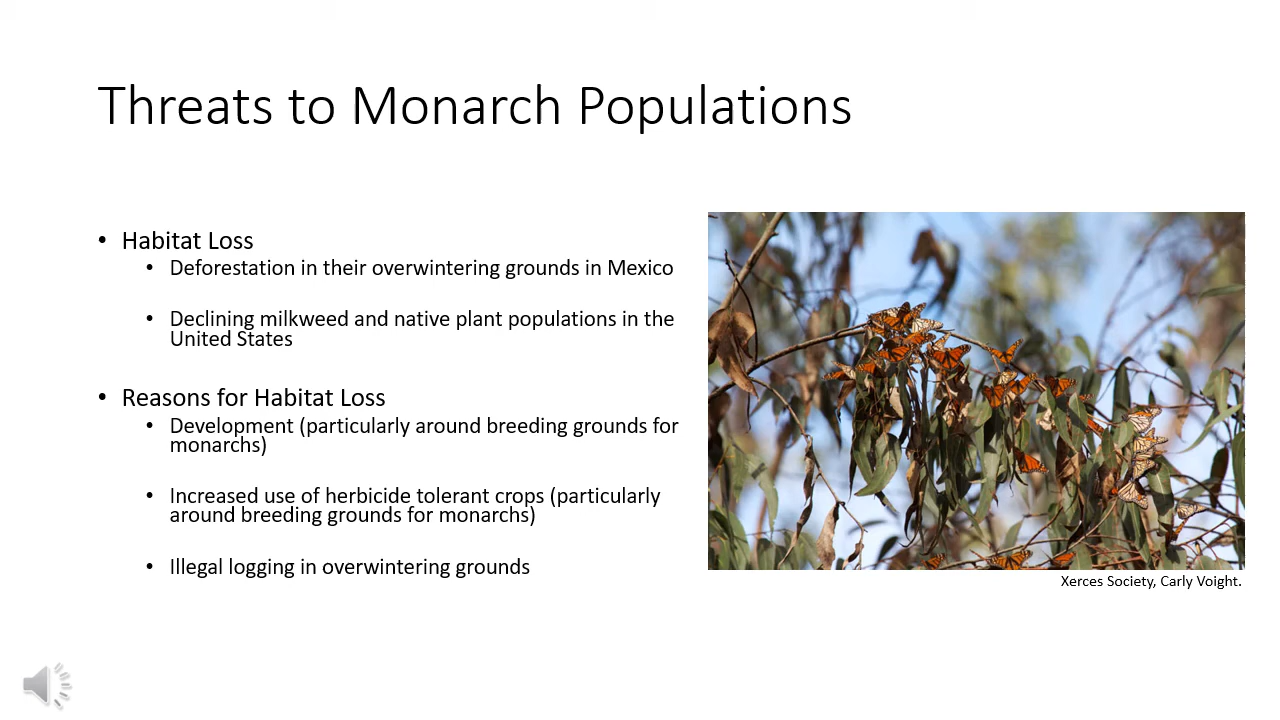 Threats to Monarch Populations
• Habitat Loss
• Deforestation in their overwintering grounds in Mexico
• Declining milkweed and native plant populations in the
United States
• Reasons for Habitat Loss
• Development (particularly around breeding grounds for
monarchs)
• Increased use of herbicide tolerant crops (particularly
around breeding grounds for monarchs)
• Illegal logging in overwintering grounds
Xerces Society, Carly Voight.